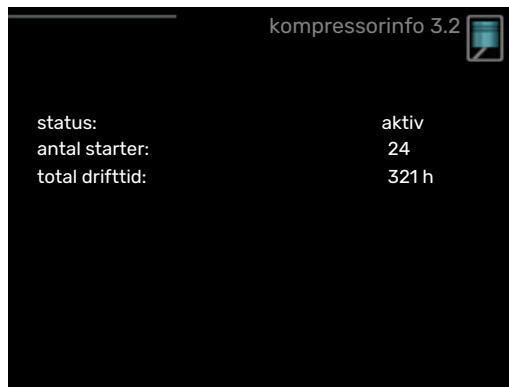 kompressorinfo 3.2
status: aktiv
antal starter: 24
total drifttid: 321 h